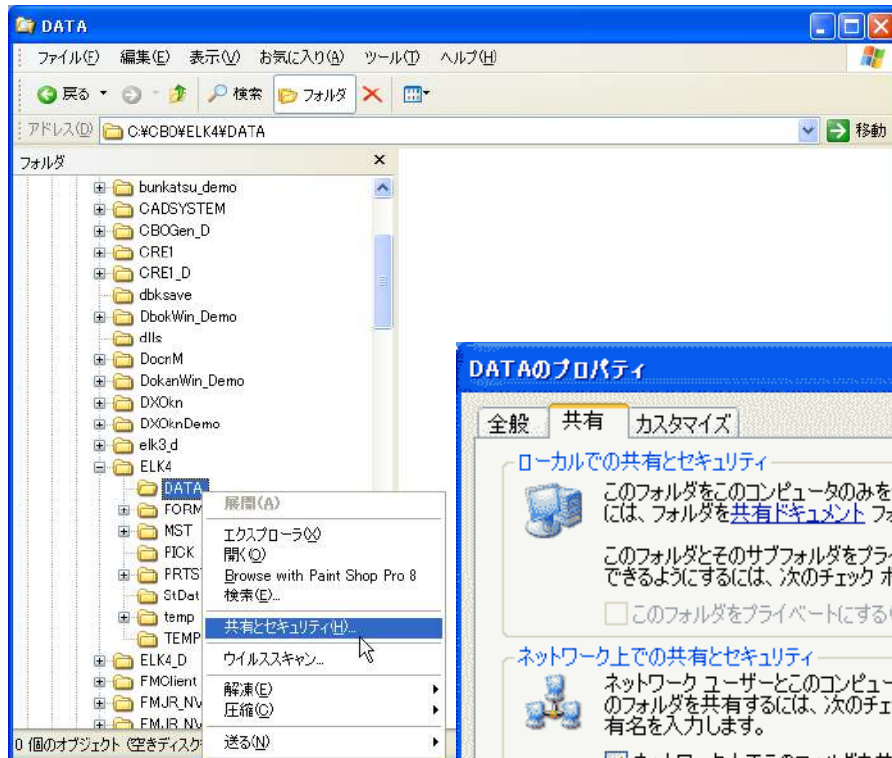 DATA
ファイル(F) 編集(E) 表示(V) お気に入り(A) ツール(T) ヘルプ(H)
戻る 検索 フォルダ
アドレス(D) C:¥CBD¥ELK4¥DATA 移動
フォルダ
bunkatsu_demo
CADSYSTEM
CBOGen_D
CRE1
CRE1_D
dbksave
DbokWin_Demo
dlls
DocnM
DokanWin_Demo
DXOkn
DXOknDemo
elk3_d
ELK4
DATA
FORM
MST
PICK
PRTS
StDat
temp
TEMP
ELK4_D
FMClient
FMJR_NV
FMJR_NV
0 個のオブジェクト (空きディスク
展開(A)
エクスプローラ(X)
開く(O)
Browse with Paint Shop Pro 8
検索(E)...
共有とセキュリティ(H)...
ウイルススキャン...
解凍(E)
圧縮(C)
送る(N)
DATAのプロパティ
全般 共有 カスタマイズ
ローカルでの共有とセキュリティ
このフォルダをこのコンピュータのみを
には、フォルダを共有ドキュメント フォ
このフォルダとそのサブフォルダをプライ
できるようにするには、次のチェック ボ
このフォルダをプライベートにする(
ネットワーク上での共有とセキュリティ
ネットワーク ユーザーとこのコンピュー
のフォルダを共有するには、次のチェ
有名を入力します。